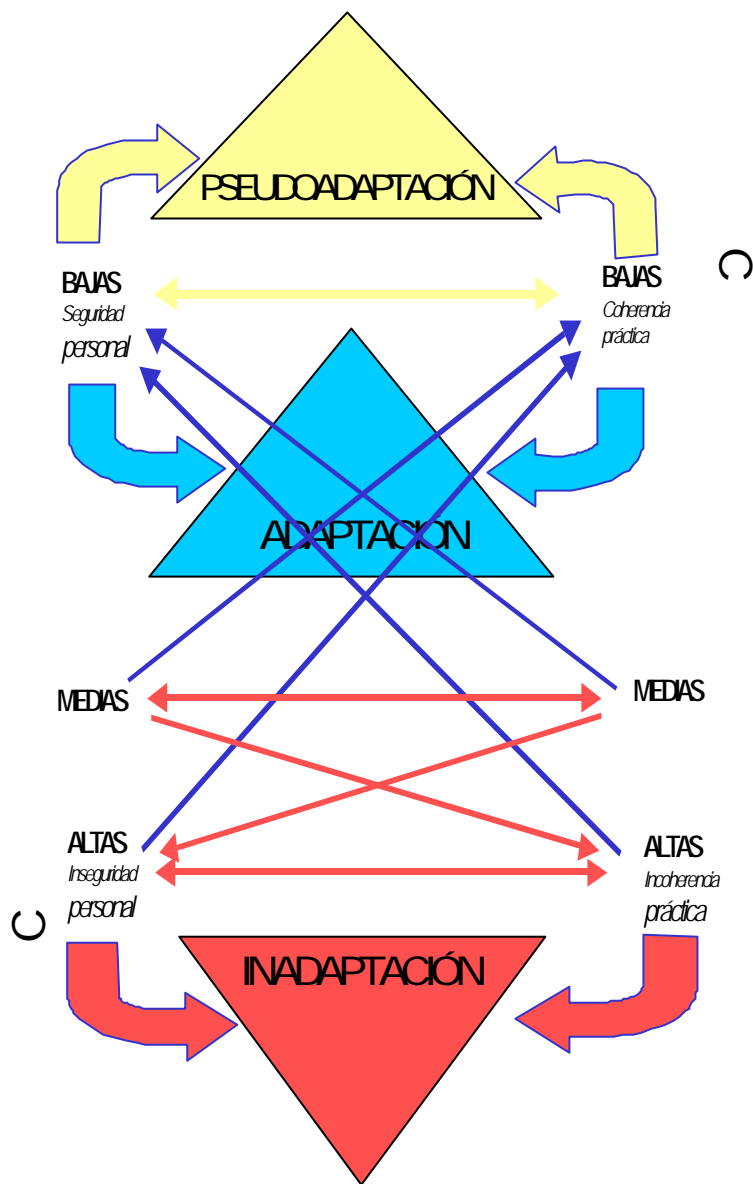 PSEUDOADAPTACIÓN
C
BAJAS
Seguridad
personal
BAJAS
Coherencia
práctica
ADAPTACIÓN
MEDIAS
MEDIAS
ALTAS
Inseguridad
personal
ALTAS
Incoherencia
práctica
C
INADAPTACIÓN